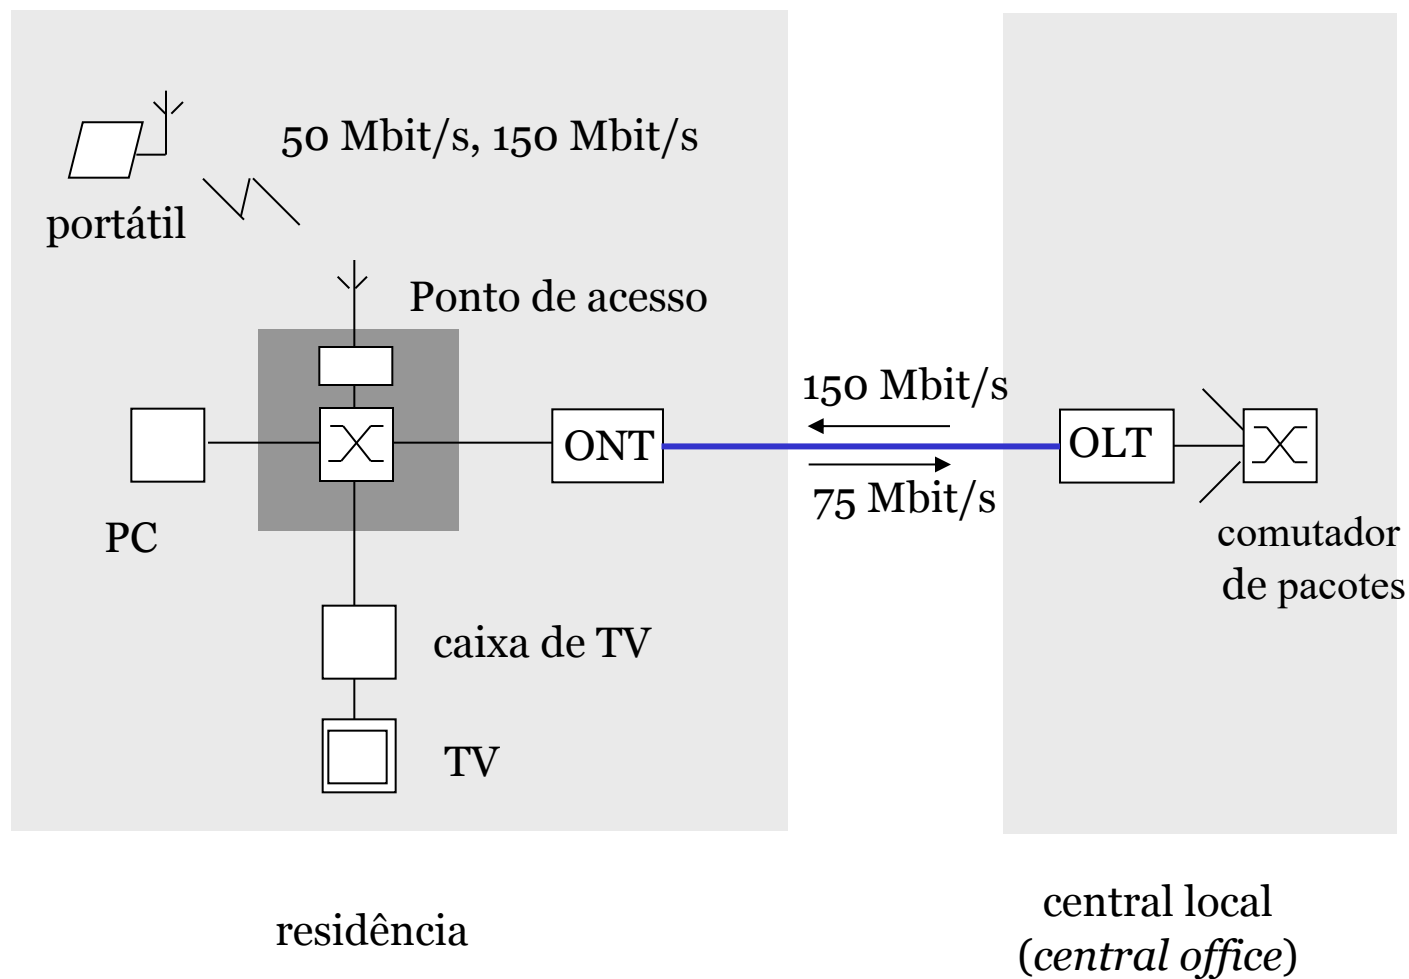 50 Mbit/s, 150 Mbit/s
portátil
Ponto de acesso
150 Mbit/s
ONT
OLT
75 Mbit/s
PC
comutador
de pacotes
caixa de TV
TV
residência
central local
(central office)